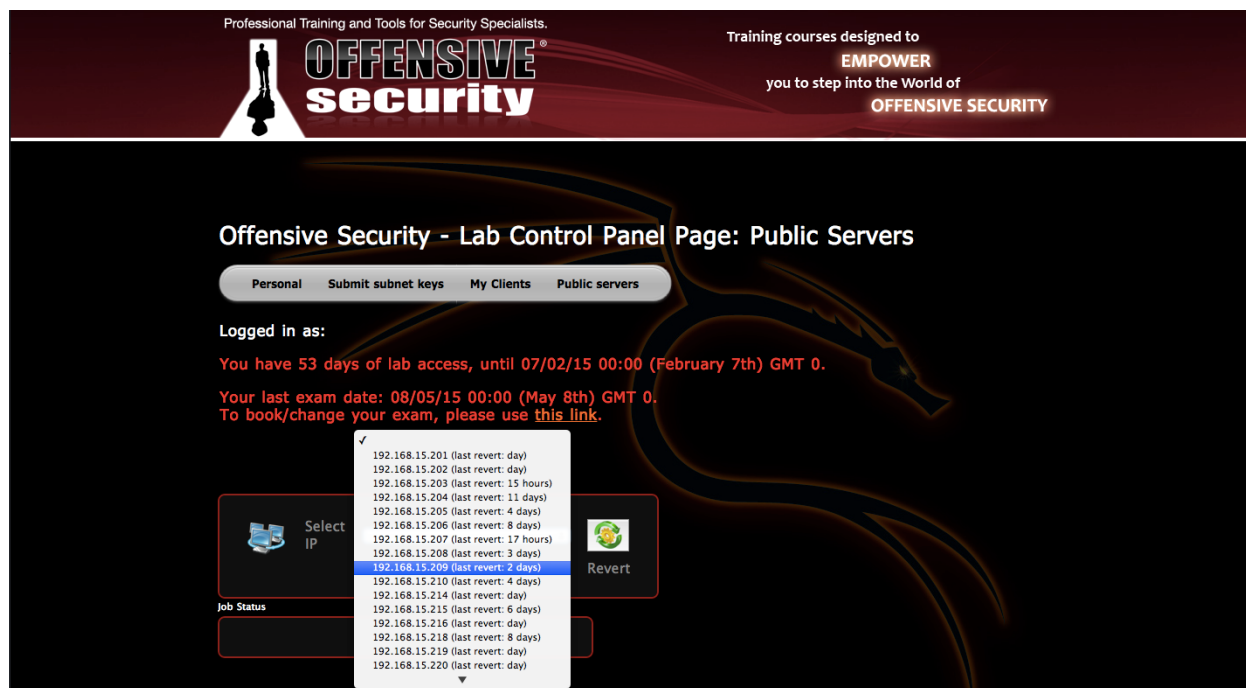 Professional Training and Tools for Security Specialists.
OFFENSIVE®
security
Training courses designed to
EMPOWER
you to step into the World of
OFFENSIVE SECURITY
Offensive Security - Lab Control Panel Page: Public Servers
Personal Submit subnet keys My Clients Public servers
Logged in as:
You have 53 days of lab access, until 07/02/15 00:00 (February 7th) GMT 0.
Your last exam date: 08/05/15 00:00 (May 8th) GMT 0.
To book/change your exam, please use this link.
✓
192.168.15.201 (last revert: day)
192.168.15.202 (last revert: day)
192.168.15.203 (last revert: 15 hours)
192.168.15.204 (last revert: 11 days)
192.168.15.205 (last revert: 4 days)
192.168.15.206 (last revert: 8 days)
192.168.15.207 (last revert: 17 hours)
192.168.15.208 (last revert: 3 days)
192.168.15.209 (last revert: 2 days)
192.168.15.210 (last revert: 4 days)
192.168.15.214 (last revert: day)
192.168.15.215 (last revert: 6 days)
192.168.15.216 (last revert: day)
192.168.15.218 (last revert: 8 days)
192.168.15.219 (last revert: day)
192.168.15.220 (last revert: day)
▼
Select
IP
Revert
Job Status